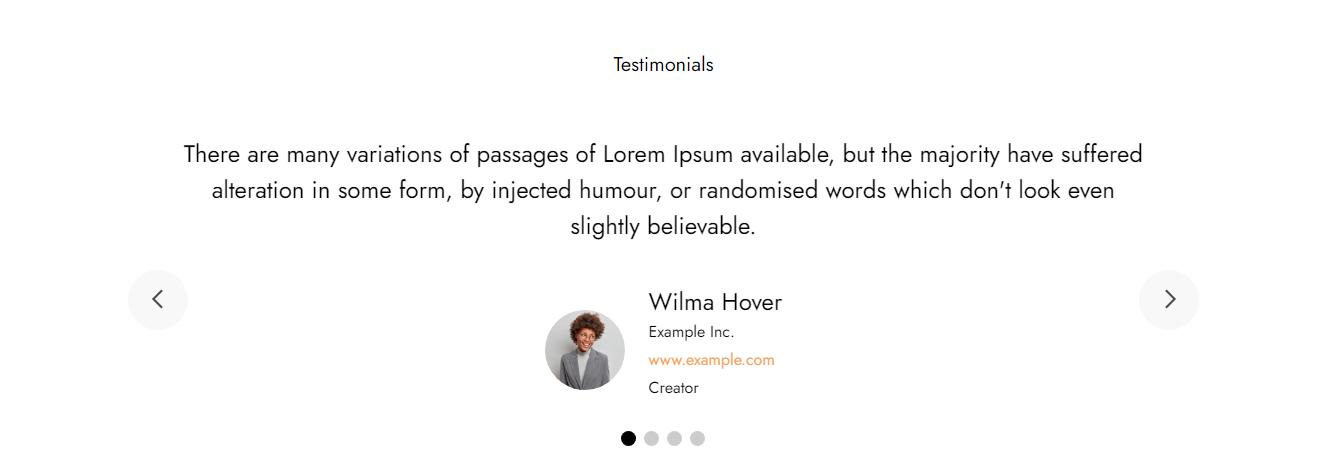 Testimonials
There are many variations of passages of Lorem Ipsum available, but the majority have suffered
alteration in some form, by injected humour, or randomised words which don't look even
slightly believable.
Wilma Hover
Example Inc.
www.example.com
Creator